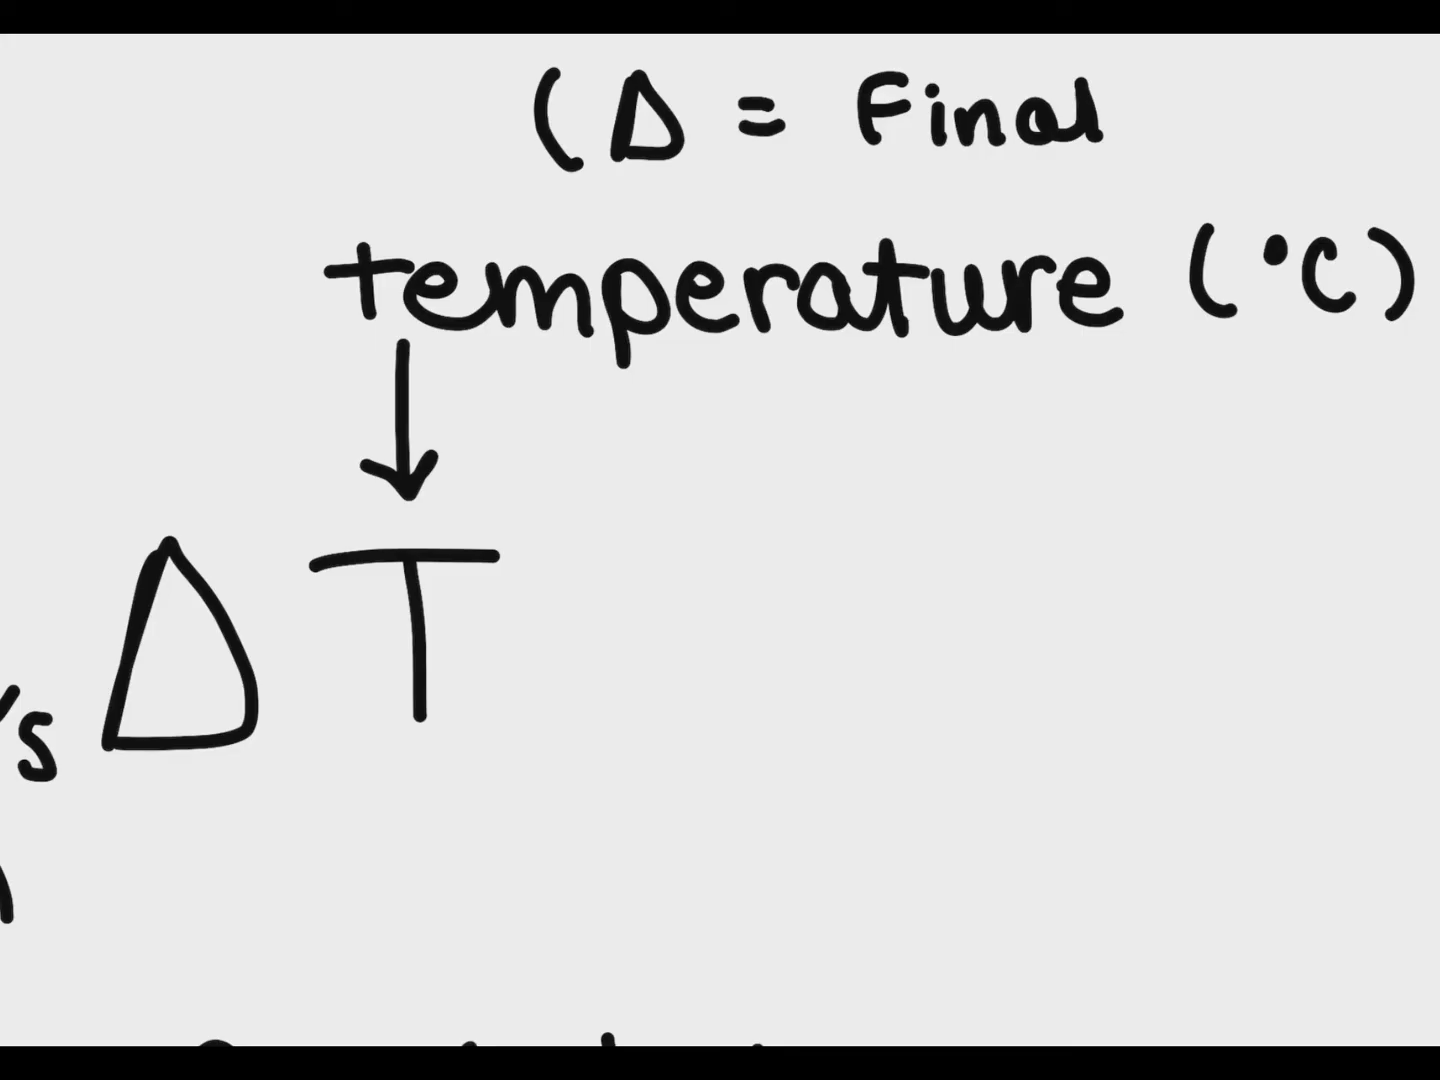 (Δ = Final
temperature (°C)
ΔT